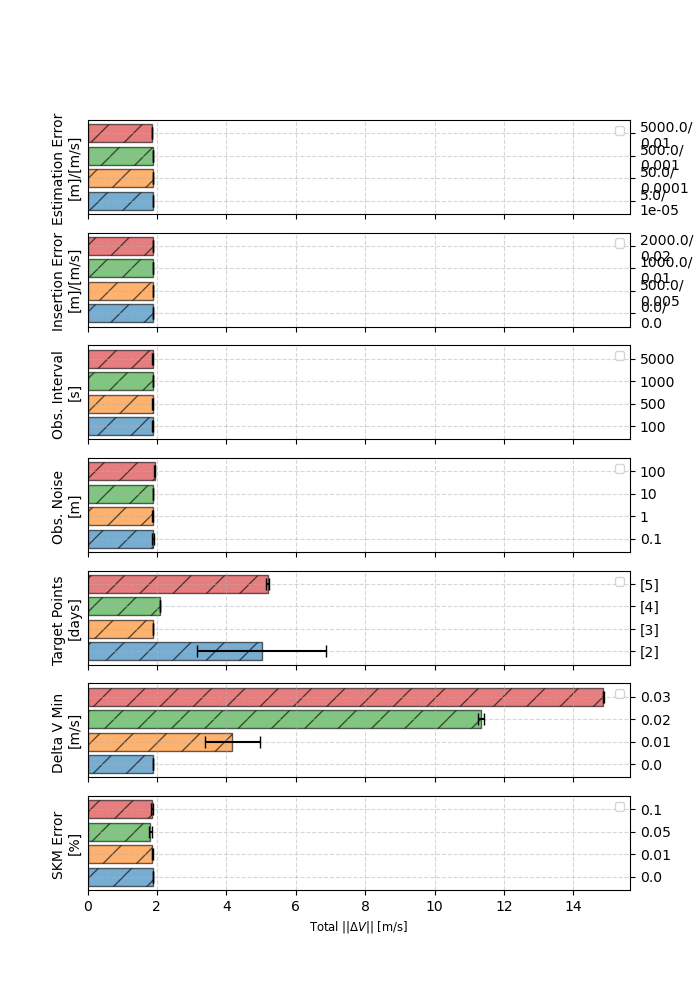 Estimation Error
[m]/[m/s]
5000.0/
0.01
500.0/
0.001
50.0/
0.0001
5.0/
1e-05
Insertion Error
[m]/[m/s]
2000.0/
0.02
1000.0/
0.01
500.0/
0.005
0.0/
0.0
Obs. Interval
[s]
5000
1000
500
100
Obs. Noise
[m]
100
10
1
0.1
Target Points
[days]
[5]
[4]
[3]
[2]
Delta V Min
[m/s]
0.03
0.02
0.01
0.0
SKM Error
[%]
0.1
0.05
0.01
0.0
0 2 4 6 8 10 12 14
Total ||ΔV|| [m/s]